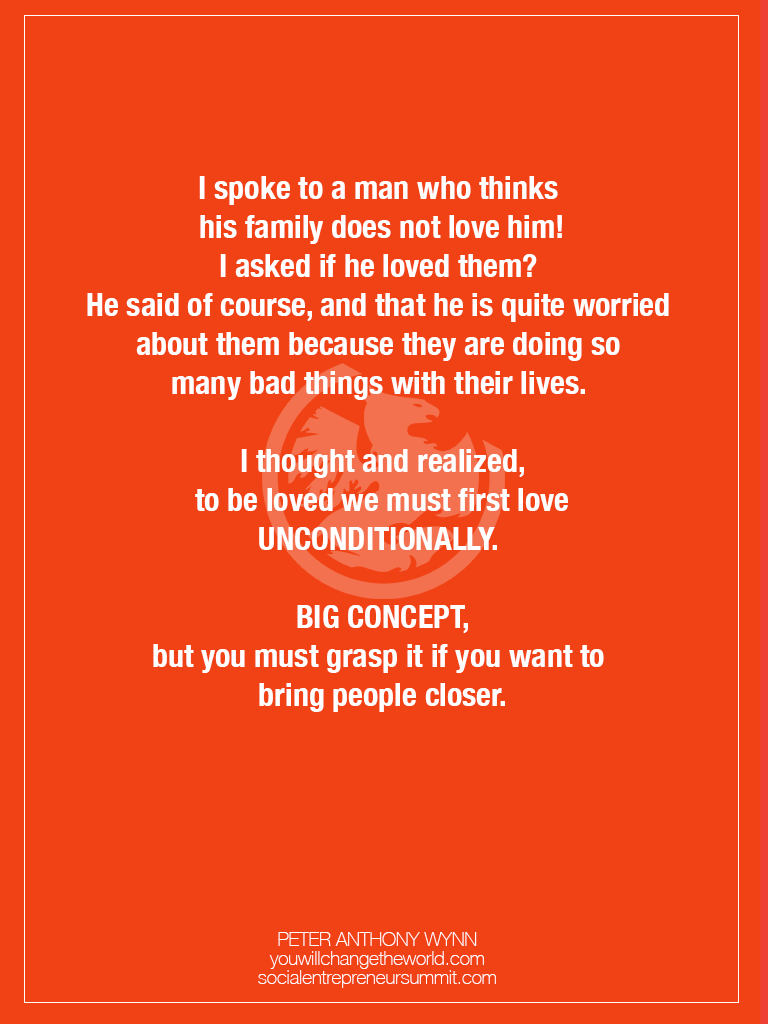 I spoke to a man who thinks
his family does not love him!
I asked if he loved them?
He said of course, and that he is quite worried
about them because they are doing so
many bad things with their lives.
I thought and realized,
to be loved we must first love
UNCONDITIONALLY.
BIG CONCEPT,
but you must grasp it if you want to
bring people closer.
PETER ANTHONY WYNN
youwillchangetheworld.com
socialentrepreneursummit.com